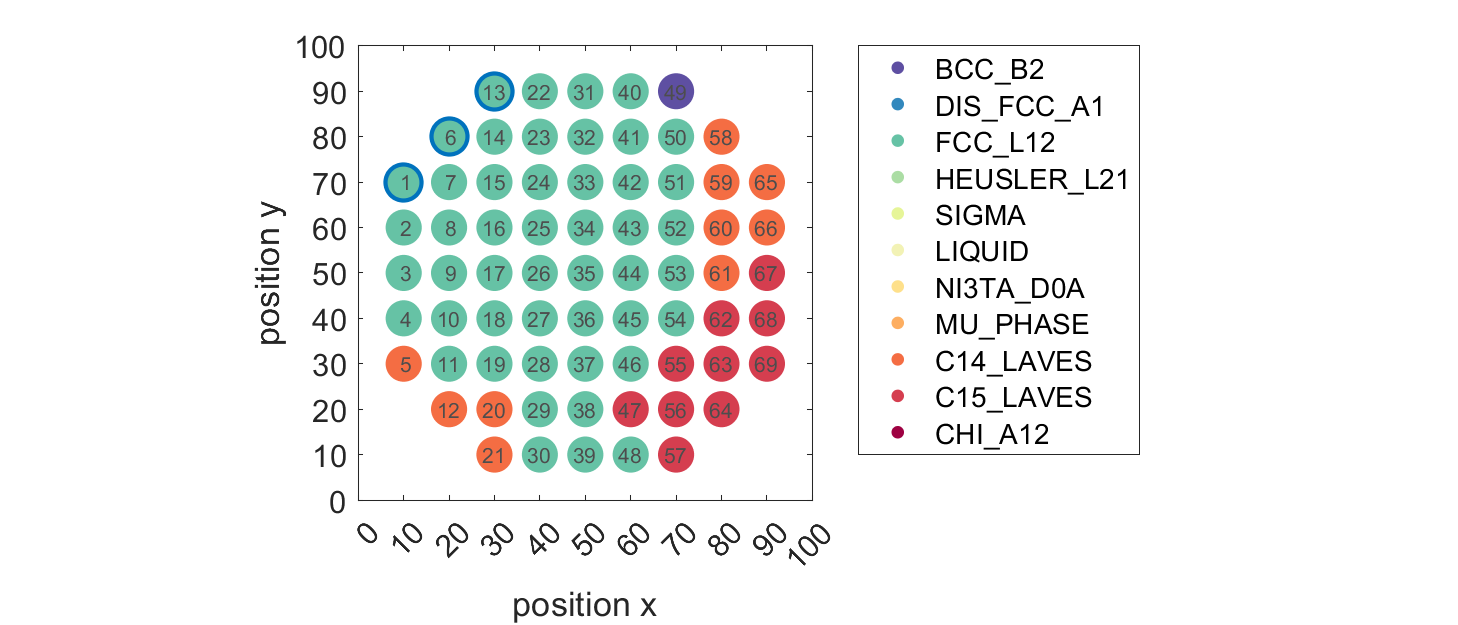 100
90
80
70
60
50
40
30
20
10
0
position y
13 22 31 40 49
6 14 23 32 41 50 58
1 7 15 24 33 42 51 59 65
2 8 16 25 34 43 52 60 66
3 9 17 26 35 44 53 61 67
4 10 18 27 36 45 54 62 68
5 11 19 28 37 46 55 63 69
12 20 29 38 47 56 64
21 30 39 48 57
0 10 20 30 40 50 60 70 80 90 100
position x
BCC_B2
DIS_FCC_A1
FCC_L12
HEUSLER_L21
SIGMA
LIQUID
NI3TA_D0A
MU_PHASE
C14_LAVES
C15_LAVES
CHI_A12